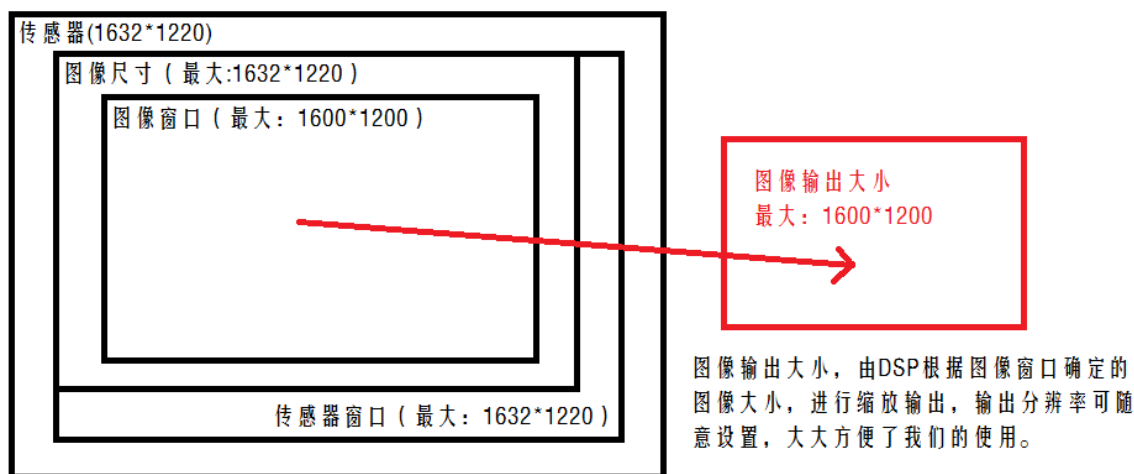 传感器(1632*1220)
图像尺寸（最大:1632*1220）
图像窗口（最大：1600*1200）
传感器窗口（最大：1632*1220）
图像输出大小
最大：1600*1200
图像输出大小，由DSP根据图像窗口确定的
图像大小，进行缩放输出，输出分辨率可随
意设置，大大方便了我们的使用。